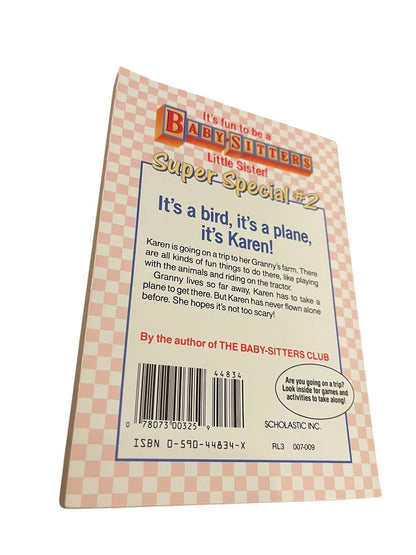 It's fun to be a
BABY-SITTERS
Little Sister!
Super Special #2
It's a bird, it's a plane,
it's Karen!
Karen is going on a trip to her Granny's farm. There
are all kinds of fun things to do there, like playing
with the animals and riding on the tractor.
Granny lives so far away, Karen has to take a
plane to get there. But Karen has never flown alone
before. She hopes it's not too scary!
By the author of THE BABY-SITTERS CLUB
44834
0 78073 00325 9
ISBN 0-590-44834-X
Are you going on a trip?
Look inside for games and
activities to take along!
SCHOLASTIC INC.
RL3 007-009